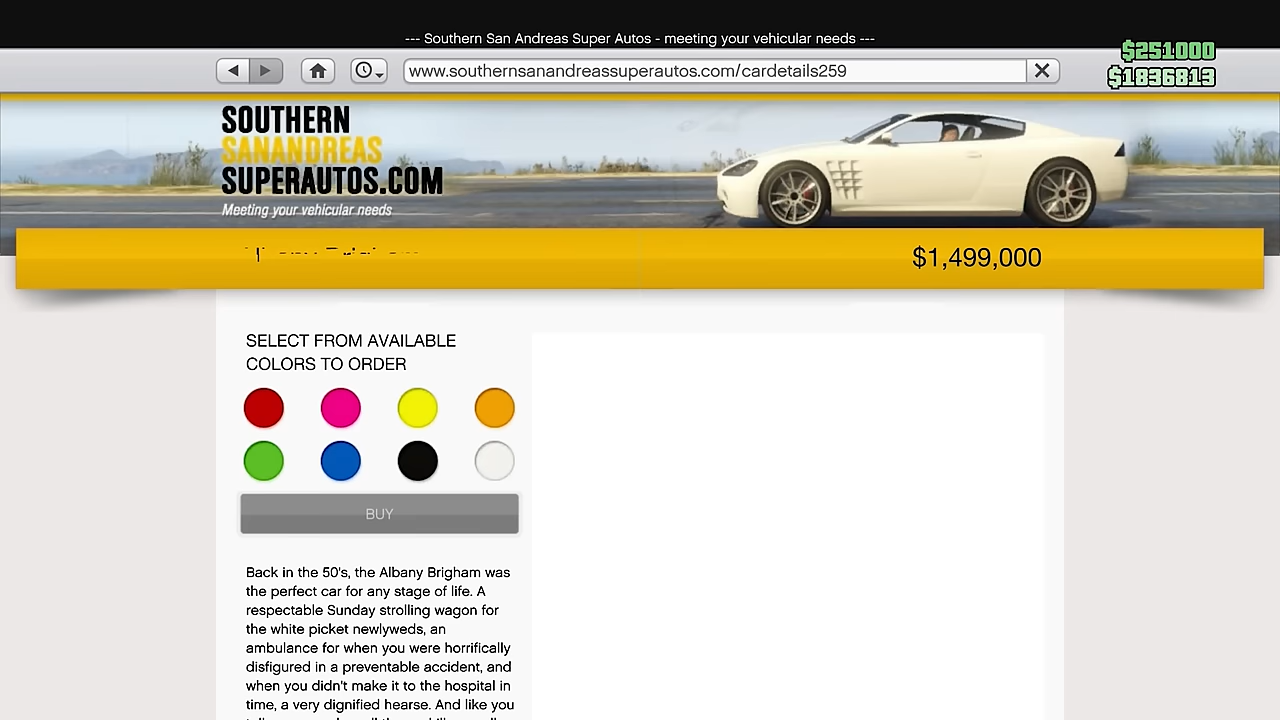 --- Southern San Andreas Super Autos - meeting your vehicular needs ---
$251000
www.southernsanandreassuperautos.com/cardetails259
$1836813
SOUTHERN
SANANDREAS
SUPERAUTOS.COM
Meeting your vehicular needs
$1,499,000
SELECT FROM AVAILABLE
COLORS TO ORDER
BUY
Back in the 50's, the Albany Brigham was
the perfect car for any stage of life. A
respectable Sunday strolling wagon for
the white picket newlyweds, an
ambulance for when you were horrifically
disfigured in a preventable accident, and
when you didn't make it to the hospital in
time, a very dignified hearse. And like you